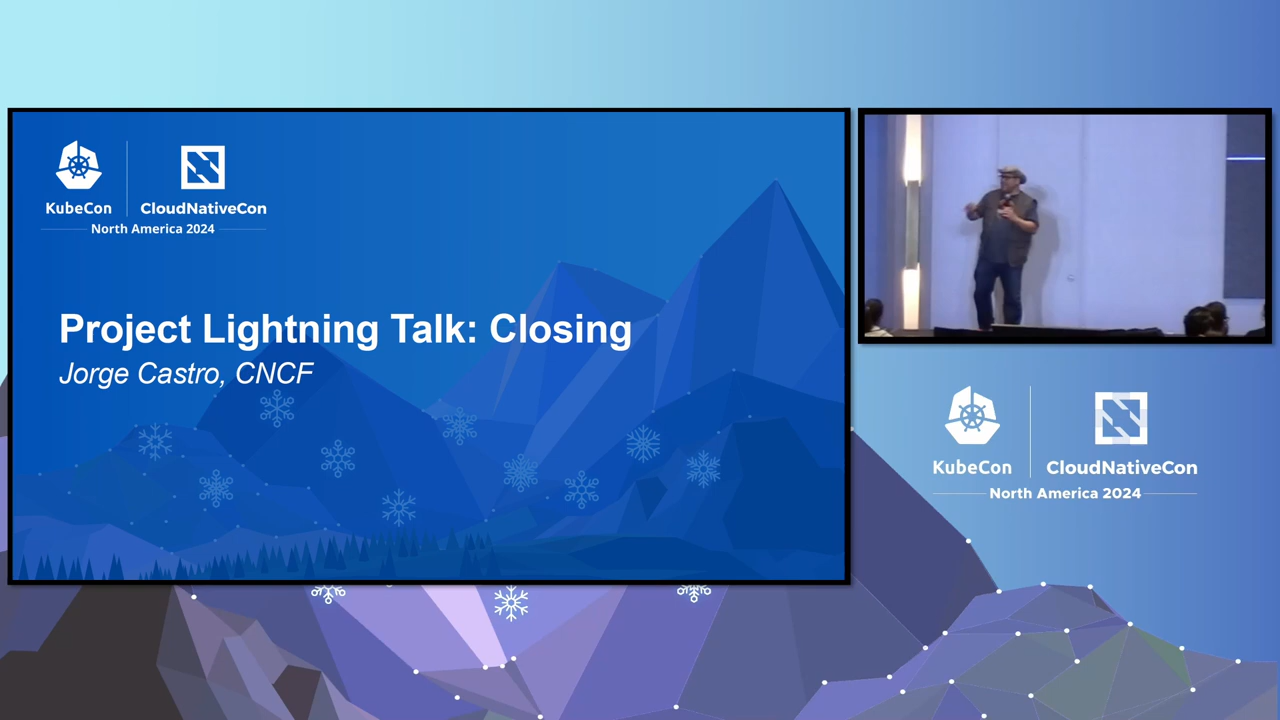 KubeCon
CloudNativeCon
North America 2024
Project Lightning Talk: Closing
Jorge Castro, CNCF
KubeCon
CloudNativeCon
North America 2024